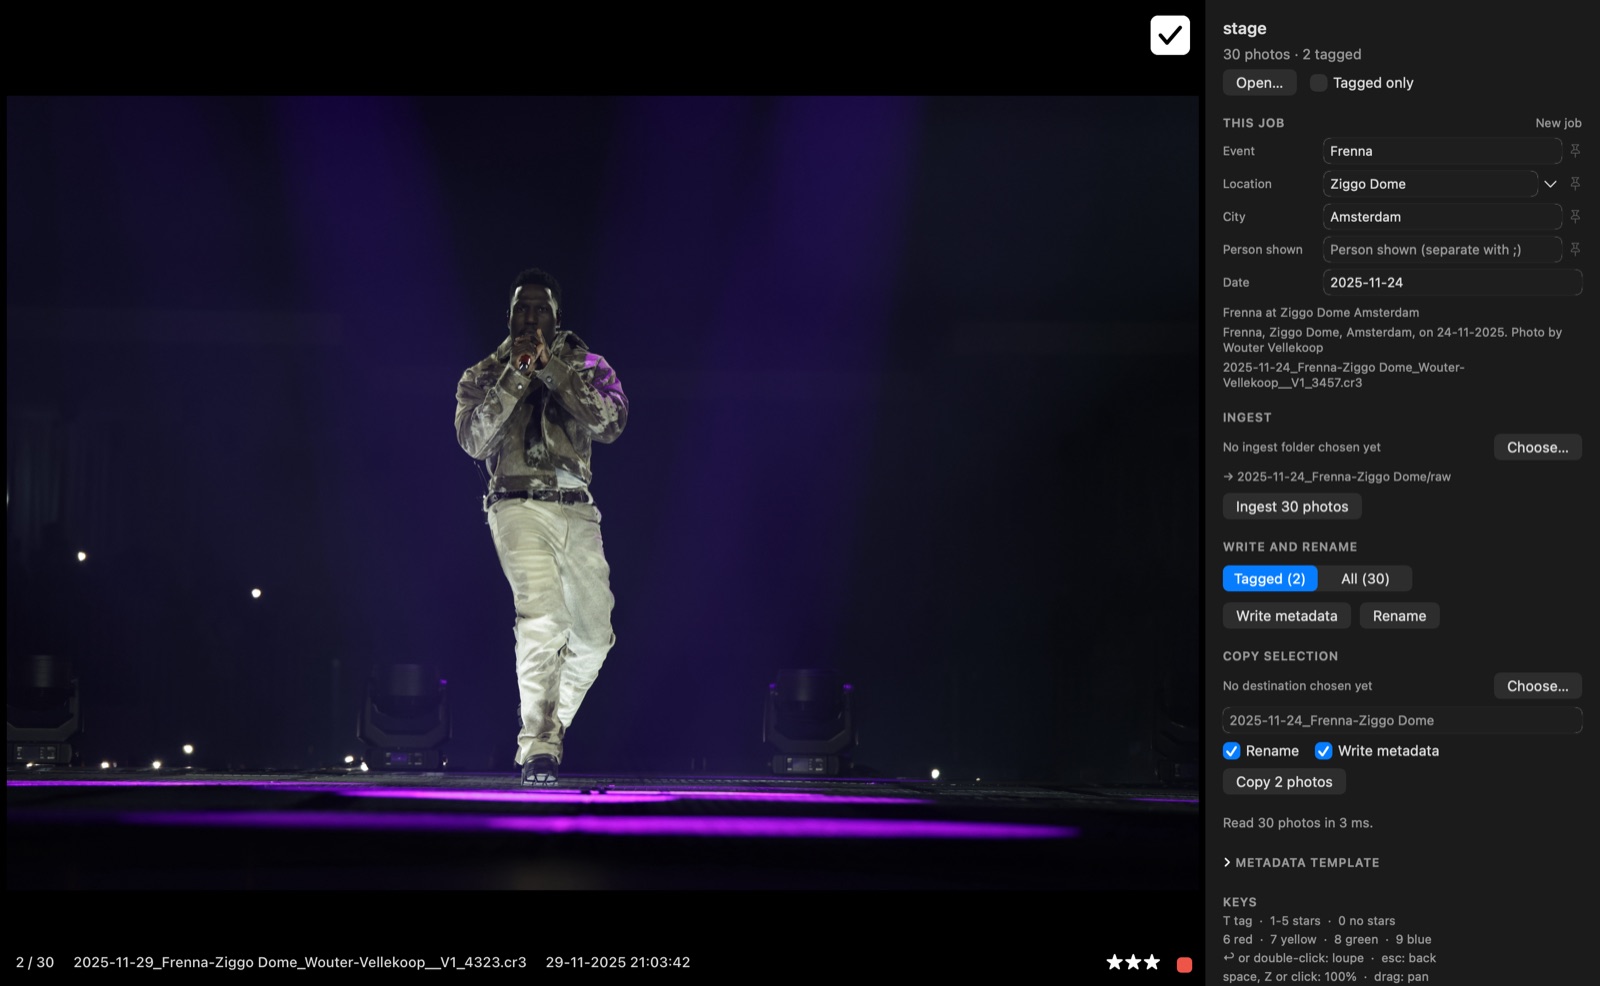 stage
30 photos · 2 tagged
Open...
Tagged only
THIS JOB
New job
Event
Frenna
Location
Ziggo Dome
City
Amsterdam
Person shown
Person shown (separate with ;)
Date
2025-11-24
Frenna at Ziggo Dome Amsterdam
Frenna, Ziggo Dome, Amsterdam, on 24-11-2025. Photo by
Wouter Vellekoop
2025-11-24_Frenna-Ziggo Dome_Wouter-
Vellekoop__V1_3457.cr3
INGEST
No ingest folder chosen yet
Choose...
→ 2025-11-24_Frenna-Ziggo Dome/raw
Ingest 30 photos
WRITE AND RENAME
Tagged (2)
All (30)
Write metadata
Rename
COPY SELECTION
No destination chosen yet
Choose...
2025-11-24_Frenna-Ziggo Dome
Rename
Write metadata
Copy 2 photos
Read 30 photos in 3 ms.
METADATA TEMPLATE
KEYS
T tag · 1-5 stars · 0 no stars
6 red · 7 yellow · 8 green · 9 blue
↩ or double-click: loupe · esc: back
space, Z or click: 100% · drag: pan
2 / 30
2025-11-29_Frenna-Ziggo Dome_Wouter-Vellekoop__V1_4323.cr3
29-11-2025 21:03:42